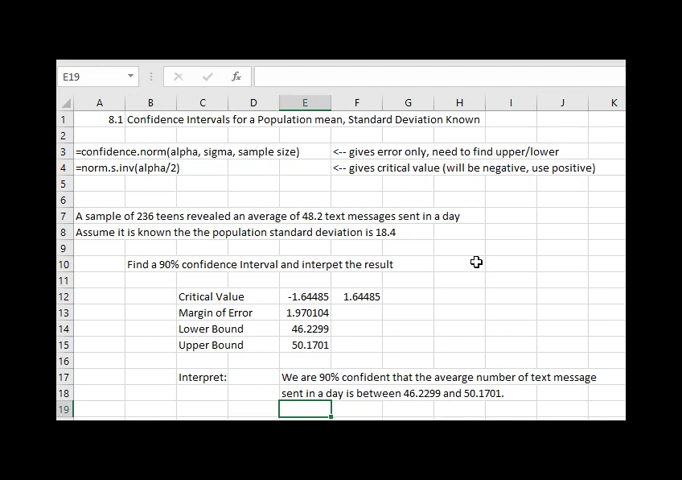 E19
fx
A B C D E F G H I J K
1 8.1 Confidence Intervals for a Population mean, Standard Deviation Known
2
3 =confidence.norm(alpha, sigma, sample size) <-- gives error only, need to find upper/lower
4 =norm.s.inv(alpha/2) <-- gives critical value (will be negative, use positive)
5
6
7 A sample of 236 teens revealed an average of 48.2 text messages sent in a day
8 Assume it is known the the population standard deviation is 18.4
9
10 Find a 90% confidence Interval and interpet the result
11
12 Critical Value -1.64485 1.64485
13 Margin of Error 1.970104
14 Lower Bound 46.2299
15 Upper Bound 50.1701
16
17 Interpret: We are 90% confident that the avearge number of text message
18 sent in a day is between 46.2299 and 50.1701.
19